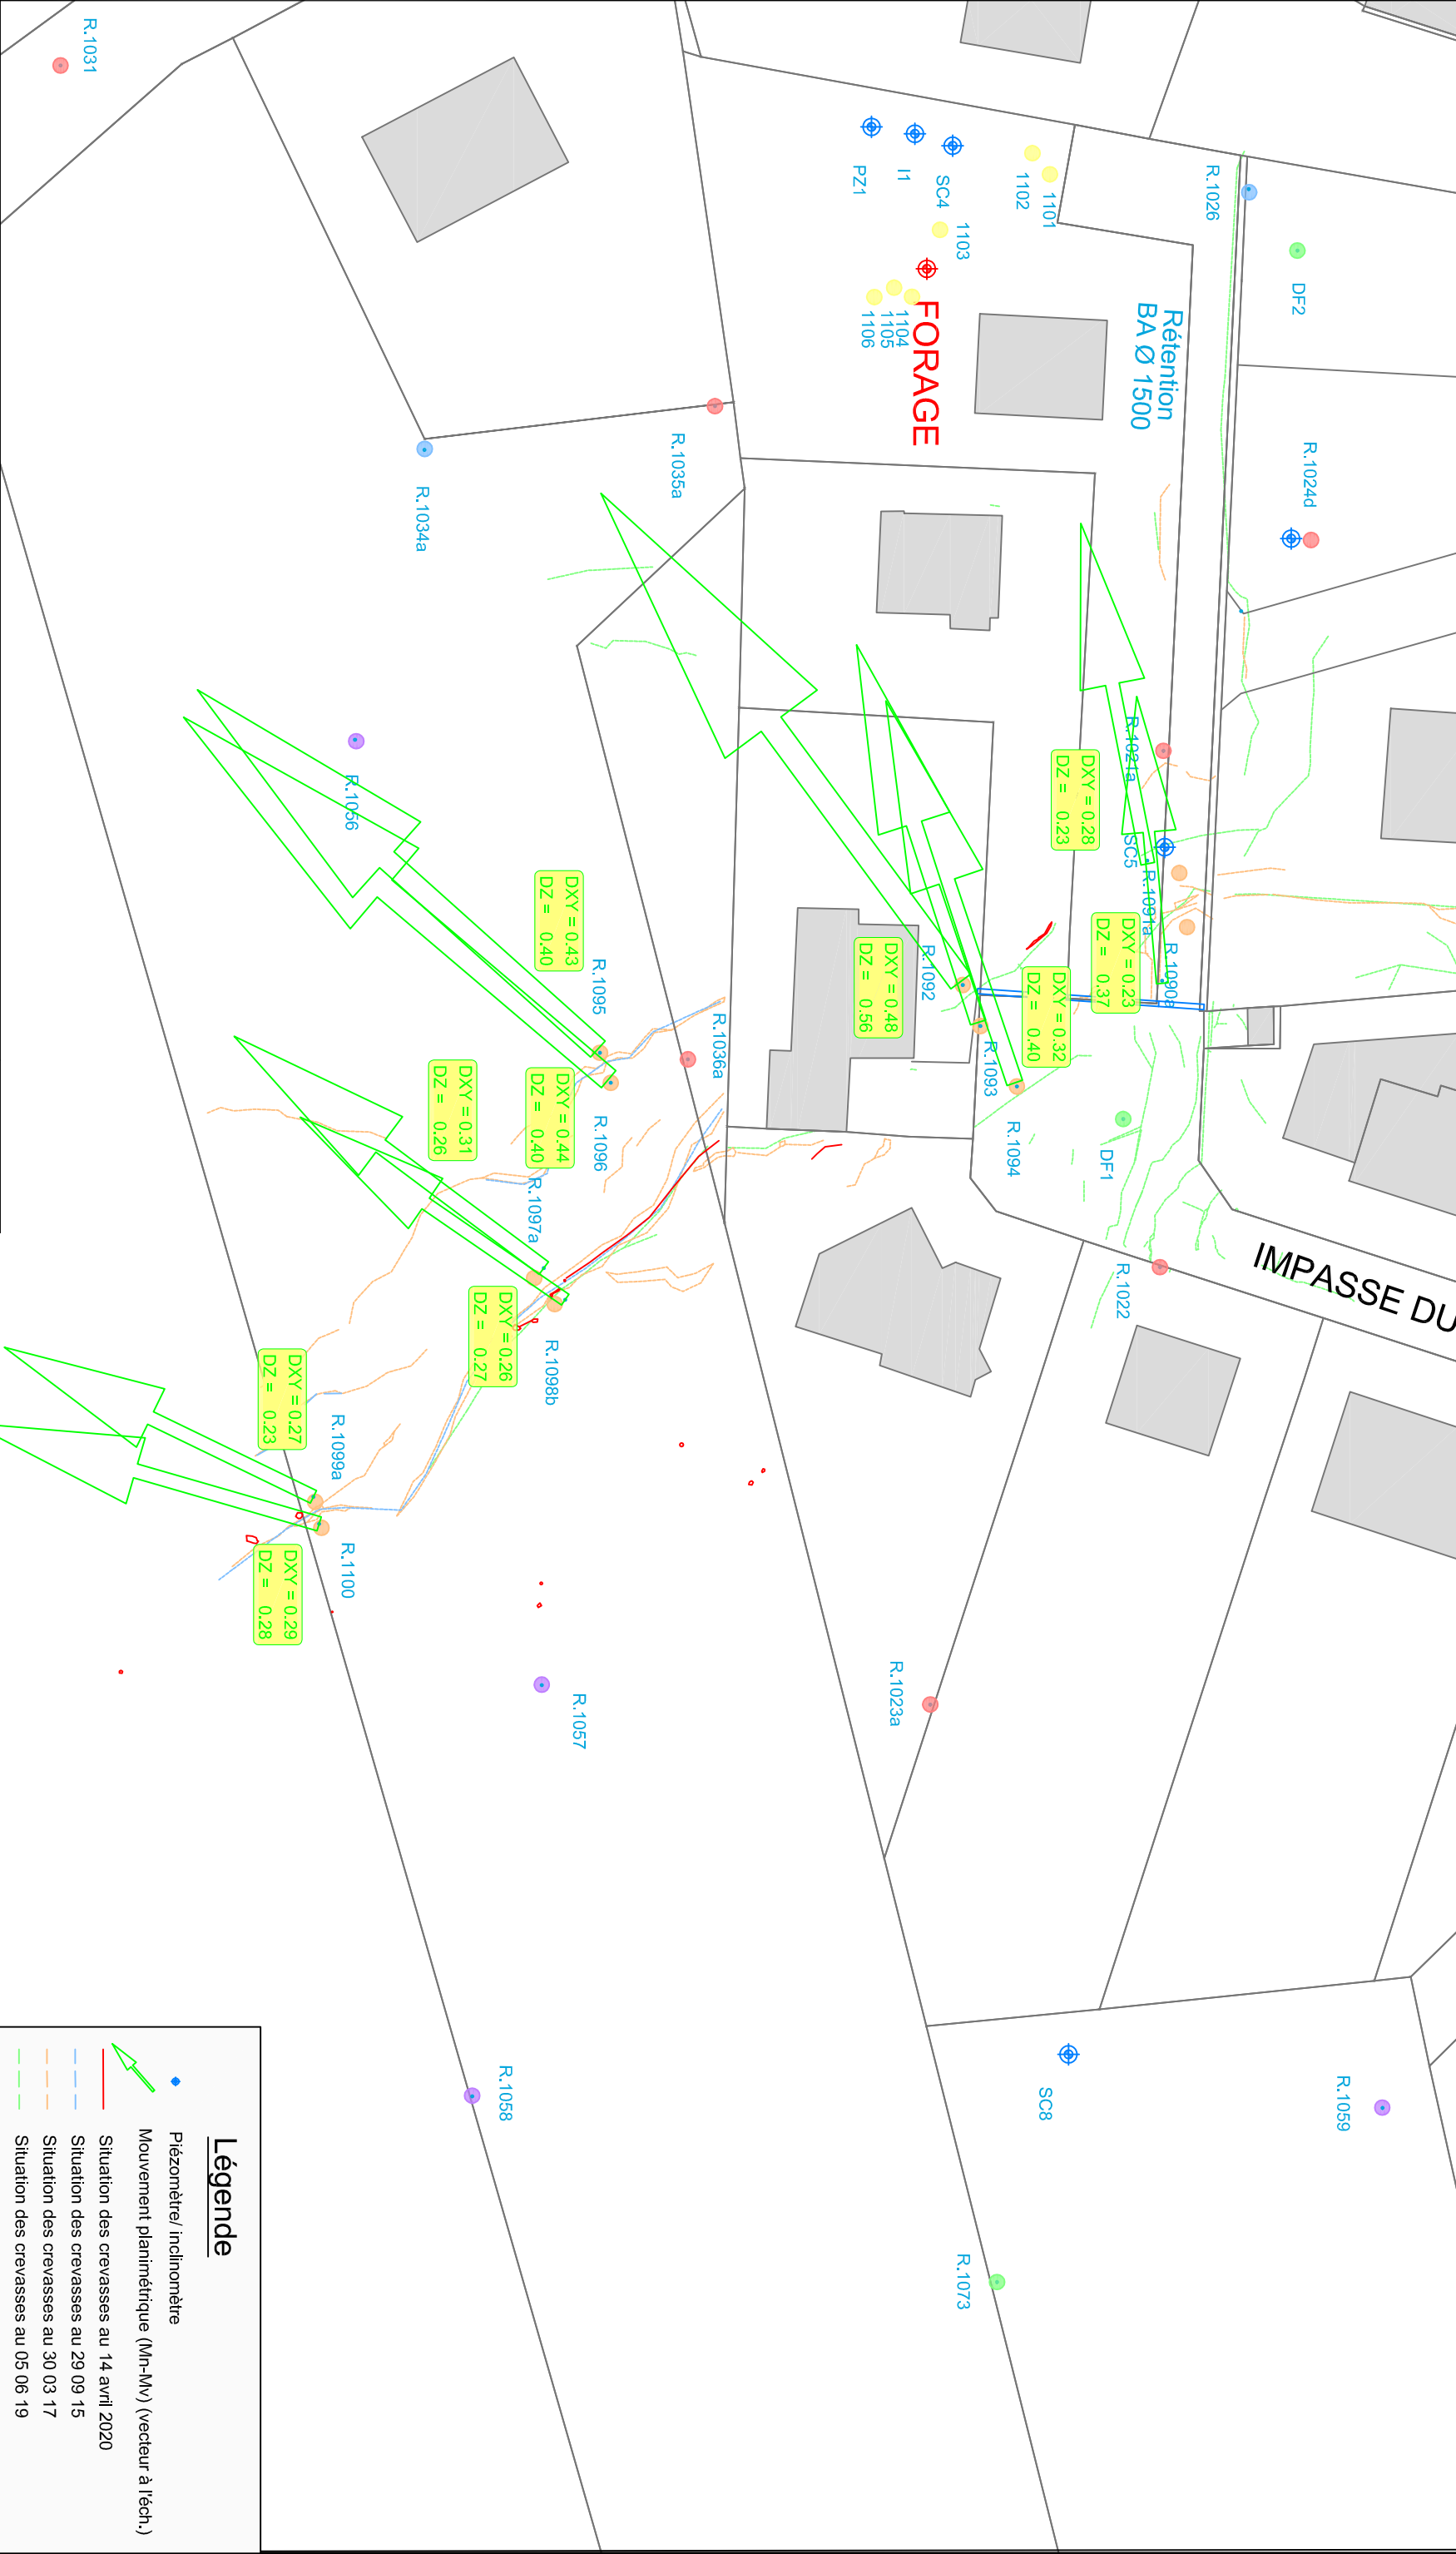 R.1031
PZ1
I1
SC4
1102
1101
1103
1104
1105
1106
FORAGE
R.1026
DF2
Rétention
BA Ø 1500
R.1024d
R.1035a
R.1034a
R.1056
R.1021a
SC5
R.1091a
R.1090a
DXY = 0.28
DZ = 0.23
DXY = 0.23
DZ = 0.37
DXY = 0.32
DZ = 0.40
DXY = 0.48
DZ = 0.56
R.1092
R.1093
R.1094
DF1
R.1022
IMPASSE DU
DXY = 0.43
DZ = 0.40
R.1095
R.1036a
DXY = 0.44
DZ = 0.40
R.1096
DXY = 0.31
DZ = 0.26
R.1097a
DXY = 0.26
DZ = 0.27
R.1098b
DXY = 0.27
DZ = 0.23
R.1099a
DXY = 0.29
DZ = 0.28
R.1100
R.1057
R.1023a
R.1058
SC8
R.1059
R.1073
Légende
Piézomètre/ inclinomètre
Mouvement planimétrique (Mn-Mv) (vecteur à l'éch.)
Situation des crevasses au 14 avril 2020
Situation des crevasses au 29 09 15
Situation des crevasses au 30 03 17
Situation des crevasses au 05 06 19